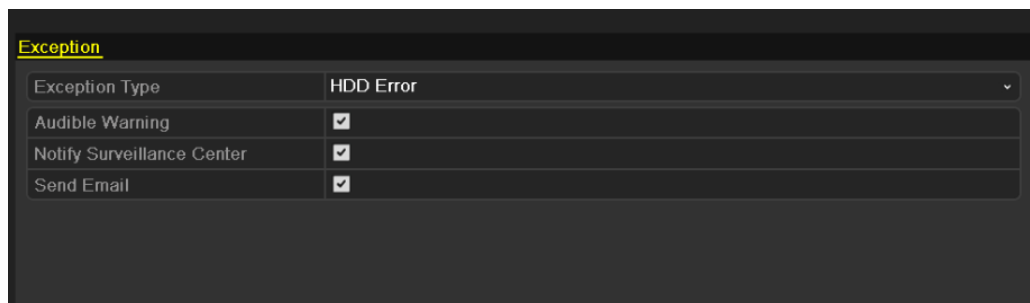 Exception
Exception Type HDD Error
Audible Warning
Notify Surveillance Center
Send Email